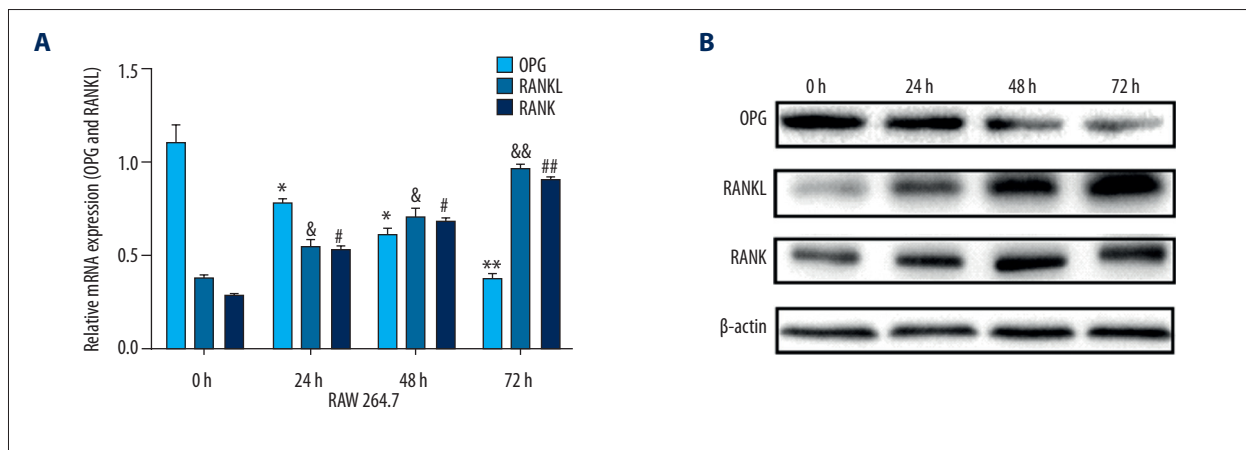 A
Relative mRNA expression (OPG and RANKL)
1.5
1.0
0.5
0.0
OPG
RANKL
RANK
*
&
#
*
&
#
**
&&
##
0 h
24 h
48 h
72 h
RAW 264.7
B
0 h 24 h 48 h 72 h
OPG
RANKL
RANK
β-actin